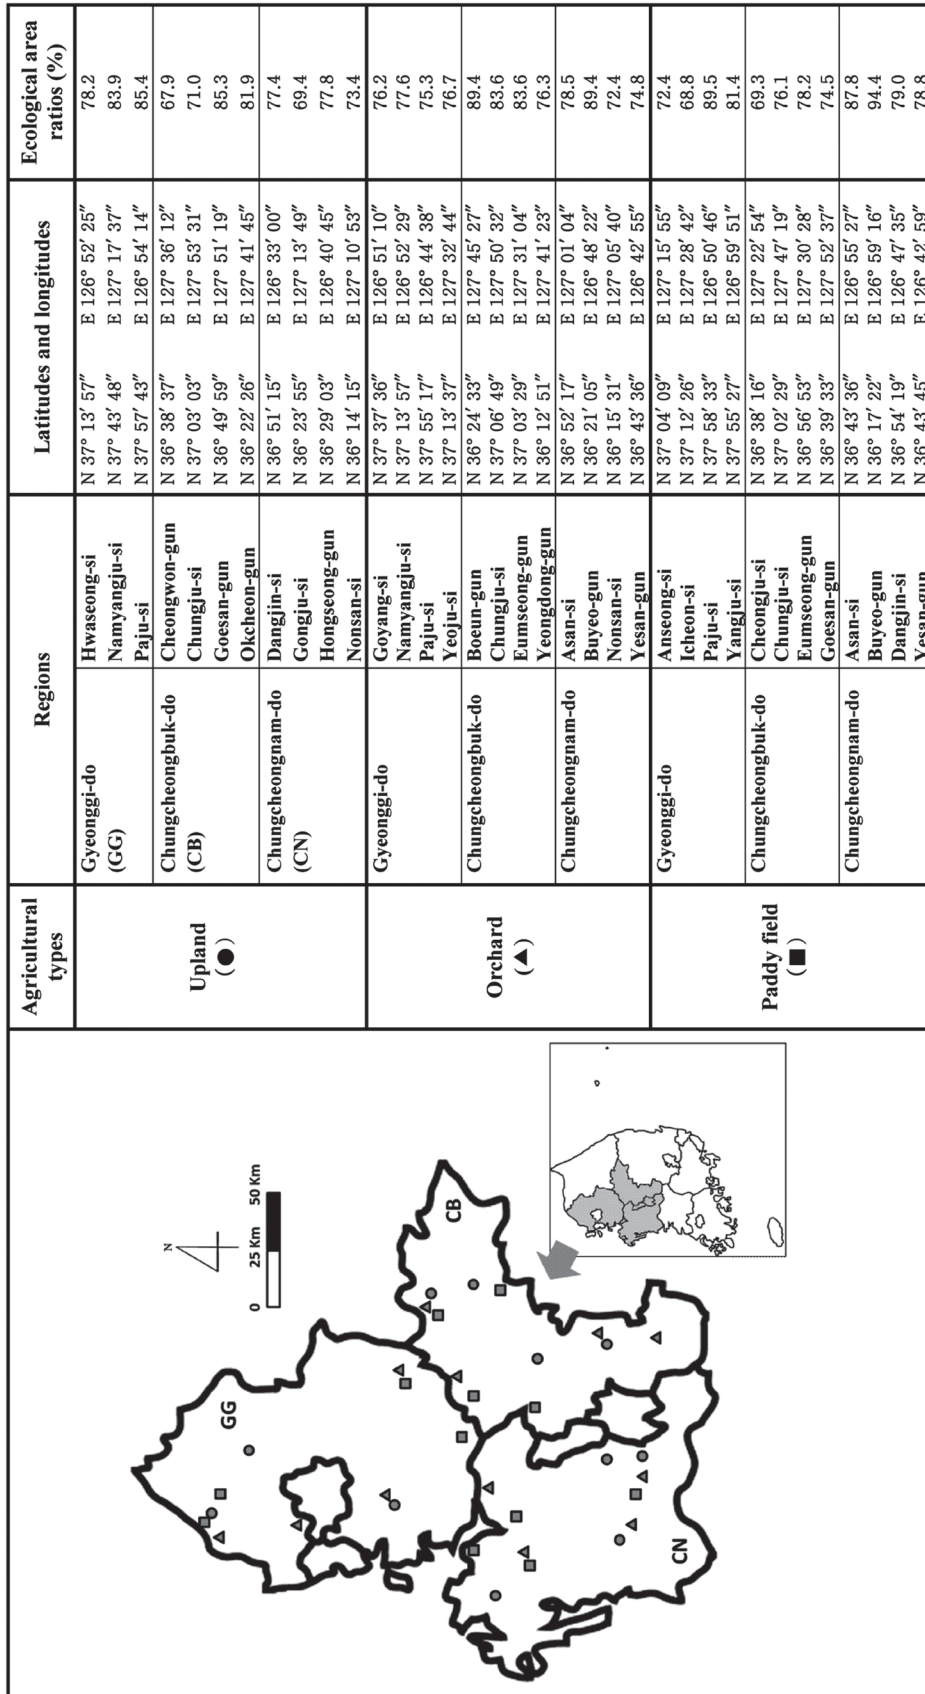 Agricultural types Regions Latitudes and longitudes Ecological area ratios (%)
Upland (●)
Gyeonggi-do (GG)
Hwaseong-si N 37° 13′ 57″ E 126° 52′ 25″ 78.2
Namyangju-si N 37° 43′ 48″ E 127° 17′ 37″ 83.9
Paju-si N 37° 57′ 43″ E 126° 54′ 14″ 85.4
Chungcheongbuk-do (CB)
Cheongwon-gun N 36° 38′ 37″ E 127° 36′ 12″ 67.9
Chungju-si N 37° 03′ 03″ E 127° 53′ 31″ 71.0
Goesan-gun N 36° 49′ 59″ E 127° 51′ 19″ 85.3
Okcheon-gun N 36° 22′ 26″ E 127° 41′ 45″ 81.9
Chungcheongnam-do (CN)
Dangjin-si N 36° 51′ 15″ E 126° 33′ 00″ 77.4
Gongju-si N 36° 23′ 55″ E 127° 13′ 49″ 69.4
Hongseong-gun N 36° 29′ 03″ E 126° 40′ 45″ 77.8
Nonsan-si N 36° 14′ 15″ E 127° 10′ 53″ 73.4
Orchard (▲)
Gyeonggi-do
Goyang-si N 37° 37′ 36″ E 126° 51′ 10″ 76.2
Namyangju-si N 37° 13′ 57″ E 126° 52′ 29″ 77.6
Paju-si N 37° 55′ 17″ E 126° 44′ 38″ 75.3
Yeoju-si N 37° 13′ 37″ E 127° 32′ 44″ 76.7
Chungcheongbuk-do
Boeun-gun N 36° 24′ 33″ E 127° 45′ 27″ 89.4
Chungju-si N 37° 06′ 49″ E 127° 50′ 32″ 83.6
Eumseong-gun N 37° 03′ 29″ E 127° 31′ 04″ 83.6
Yeongdong-gun N 36° 12′ 51″ E 127° 41′ 23″ 76.3
Chungcheongnam-do
Asan-si N 36° 52′ 17″ E 127° 01′ 04″ 78.5
Buyeo-gun N 36° 21′ 05″ E 126° 48′ 22″ 89.4
Nonsan-si N 36° 15′ 31″ E 127° 05′ 40″ 72.4
Yesan-gun N 36° 43′ 36″ E 126° 42′ 55″ 74.8
Paddy field (■)
Gyeonggi-do
Anseong-si N 37° 04′ 09″ E 127° 15′ 55″ 72.4
Icheon-si N 37° 12′ 26″ E 127° 28′ 42″ 68.8
Paju-si N 37° 58′ 33″ E 126° 50′ 46″ 89.5
Yangju-si N 37° 55′ 27″ E 126° 59′ 51″ 81.4
Chungcheongbuk-do
Cheongju-si N 36° 38′ 16″ E 127° 22′ 54″ 69.3
Chungju-si N 37° 02′ 29″ E 127° 47′ 19″ 76.1
Eumseong-gun N 36° 56′ 53″ E 127° 30′ 28″ 78.2
Goesan-gun N 36° 39′ 33″ E 127° 52′ 37″ 74.5
Chungcheongnam-do
Asan-si N 36° 43′ 36″ E 126° 55′ 27″ 87.8
Buyeo-gun N 36° 17′ 22″ E 126° 59′ 16″ 94.4
Dangjin-si N 36° 54′ 19″ E 126° 47′ 35″ 79.0
Yesan-gun N 36° 43′ 45″ E 126° 42′ 59″ 78.8
N
0 25 Km 50 Km
GG
CB
CN